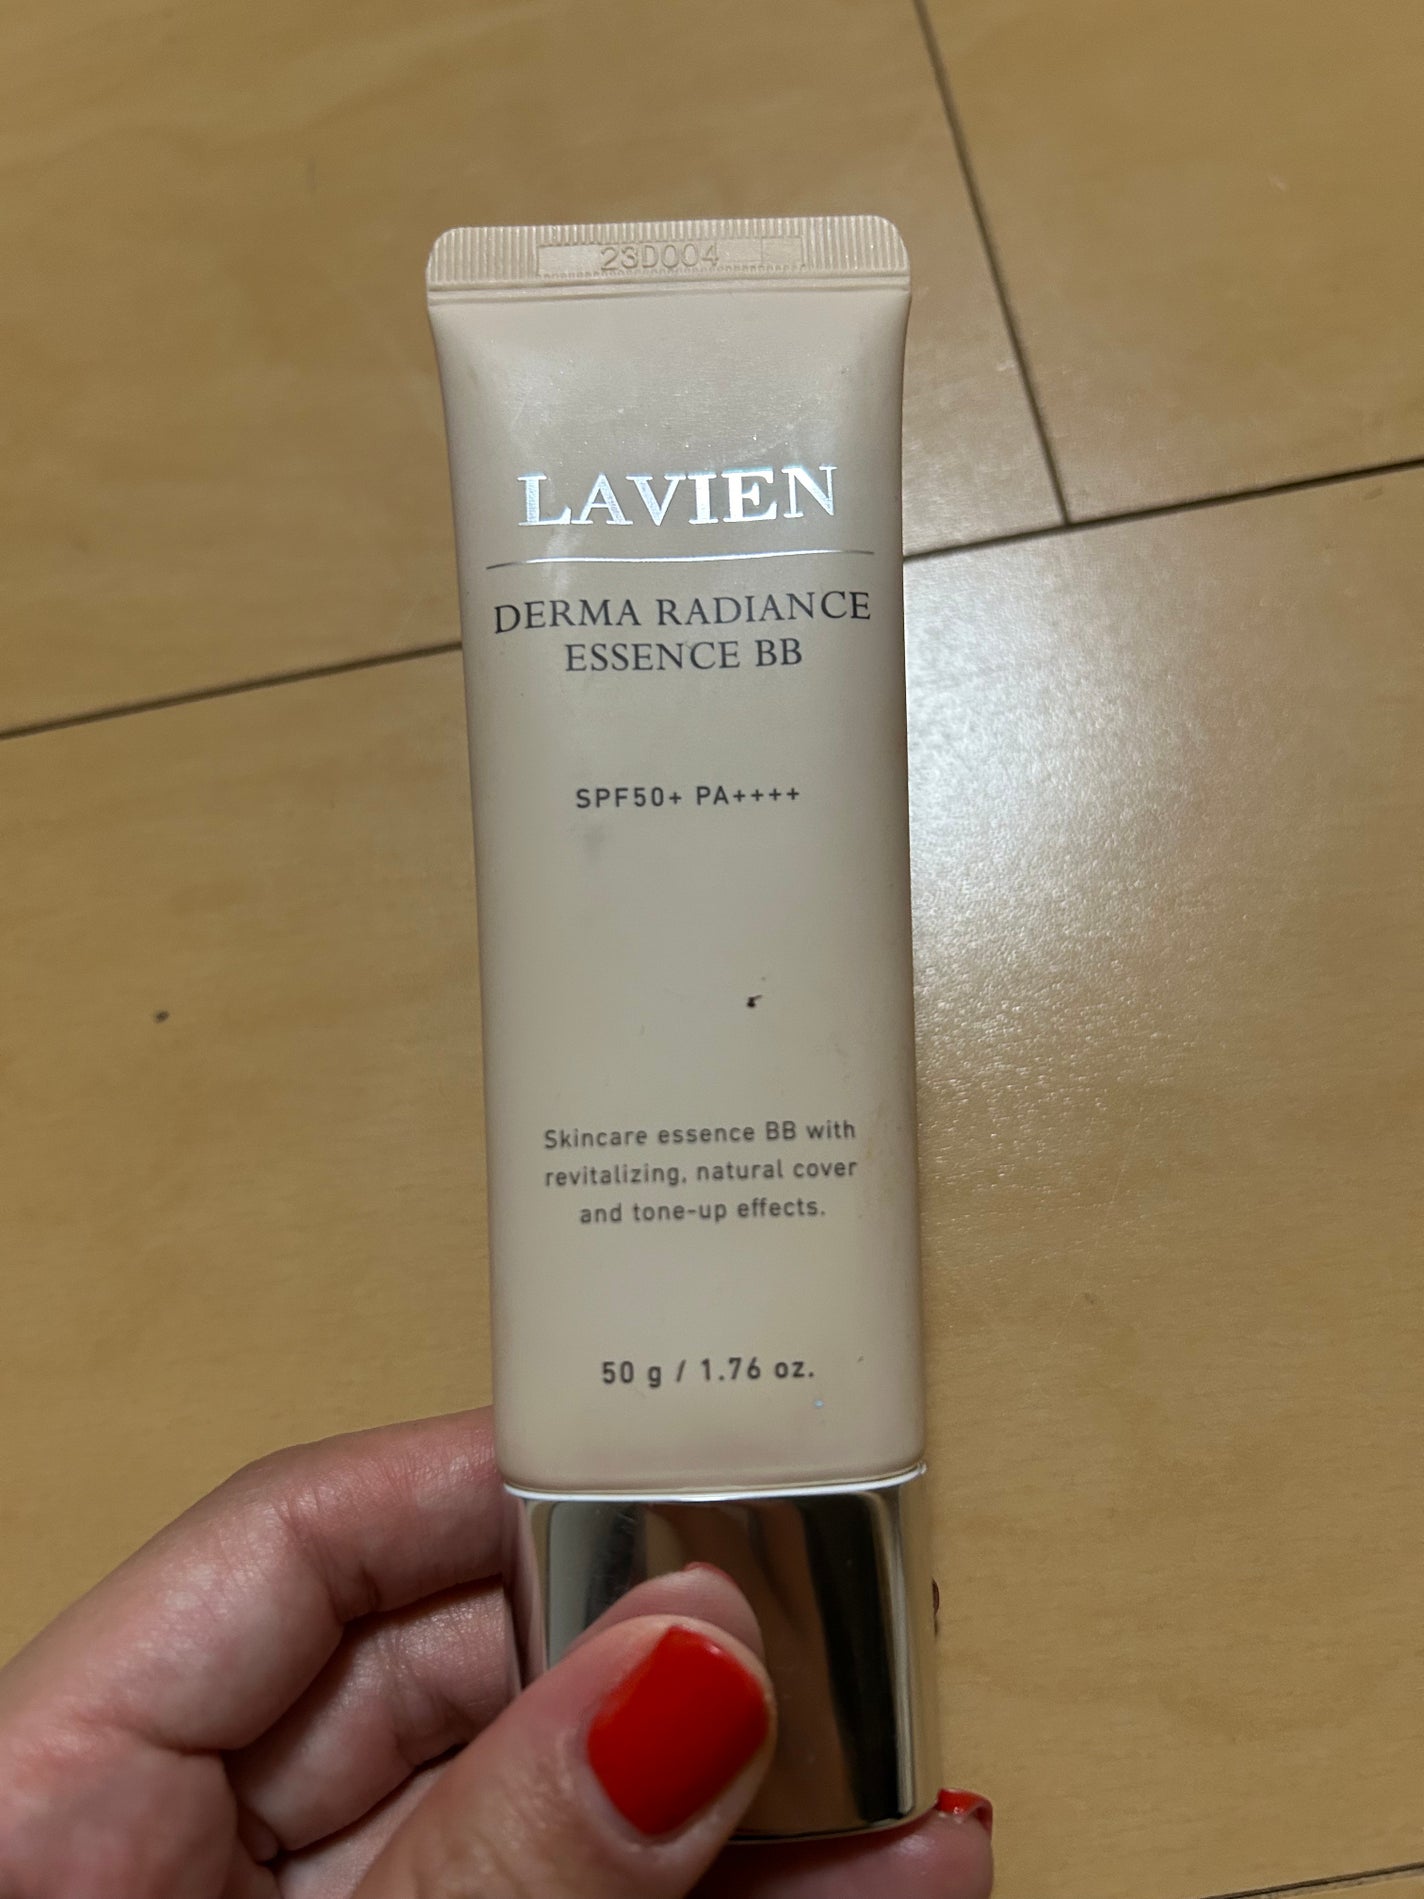 23D004
LAVIEN
DERMA RADIANCE
ESSENCE BB
SPF50+ PA++++
Skincare essence BB with
revitalizing, natural cover
and tone-up effects.
50 g / 1.76 oz.